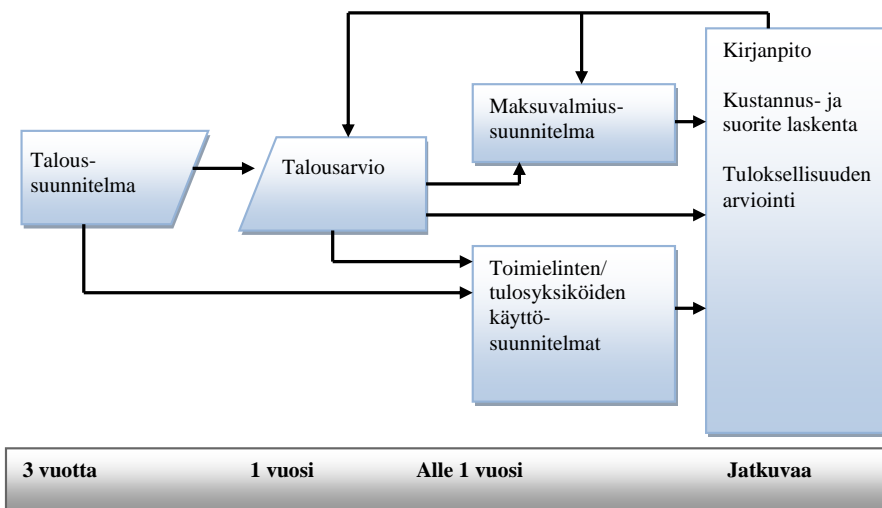 Talous-
suunnitelma
Talousarvio
Maksuvalmius-
suunnitelma
Toimielinten/
tulosyksiköiden
käyttö-
suunnitelmat
Kirjanpito
Kustannus- ja
suorite laskenta
Tuloksellisuuden
arviointi
3 vuotta
1 vuosi
Alle 1 vuosi
Jatkuvaa